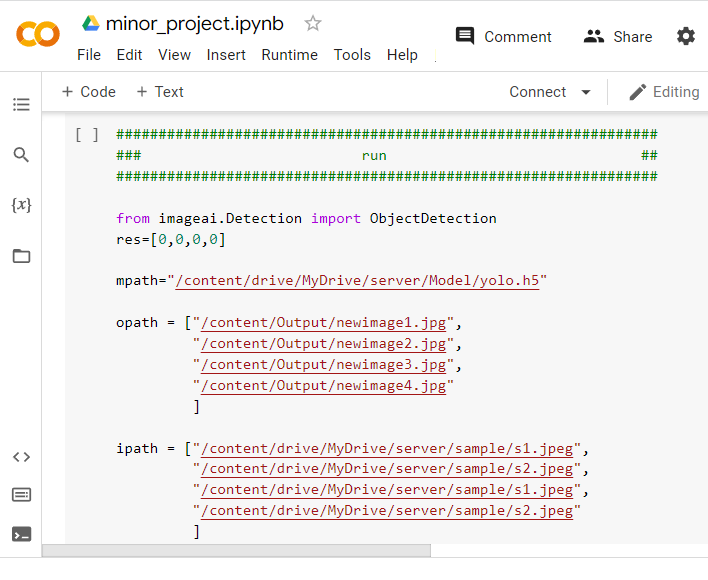 minor_project.ipynb
Comment
Share
File Edit View Insert Runtime Tools Help
+ Code + Text
Connect
Editing
[ ]
################################################################
### run ##
################################################################
from imageai.Detection import ObjectDetection
res=[0,0,0,0]
mpath="/content/drive/MyDrive/server/Model/yolo.h5"
opath = ["/content/Output/newimage1.jpg",
"/content/Output/newimage2.jpg",
"/content/Output/newimage3.jpg",
"/content/Output/newimage4.jpg"
]
ipath = ["/content/drive/MyDrive/server/sample/s1.jpeg",
"/content/drive/MyDrive/server/sample/s2.jpeg",
"/content/drive/MyDrive/server/sample/s1.jpeg",
"/content/drive/MyDrive/server/sample/s2.jpeg"
]
{x}
<>